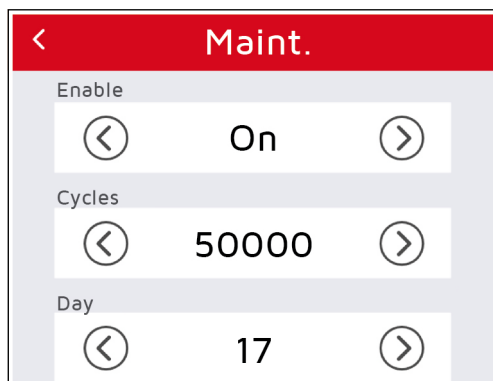 Maint.
Enable
On
Cycles
50000
Day
17